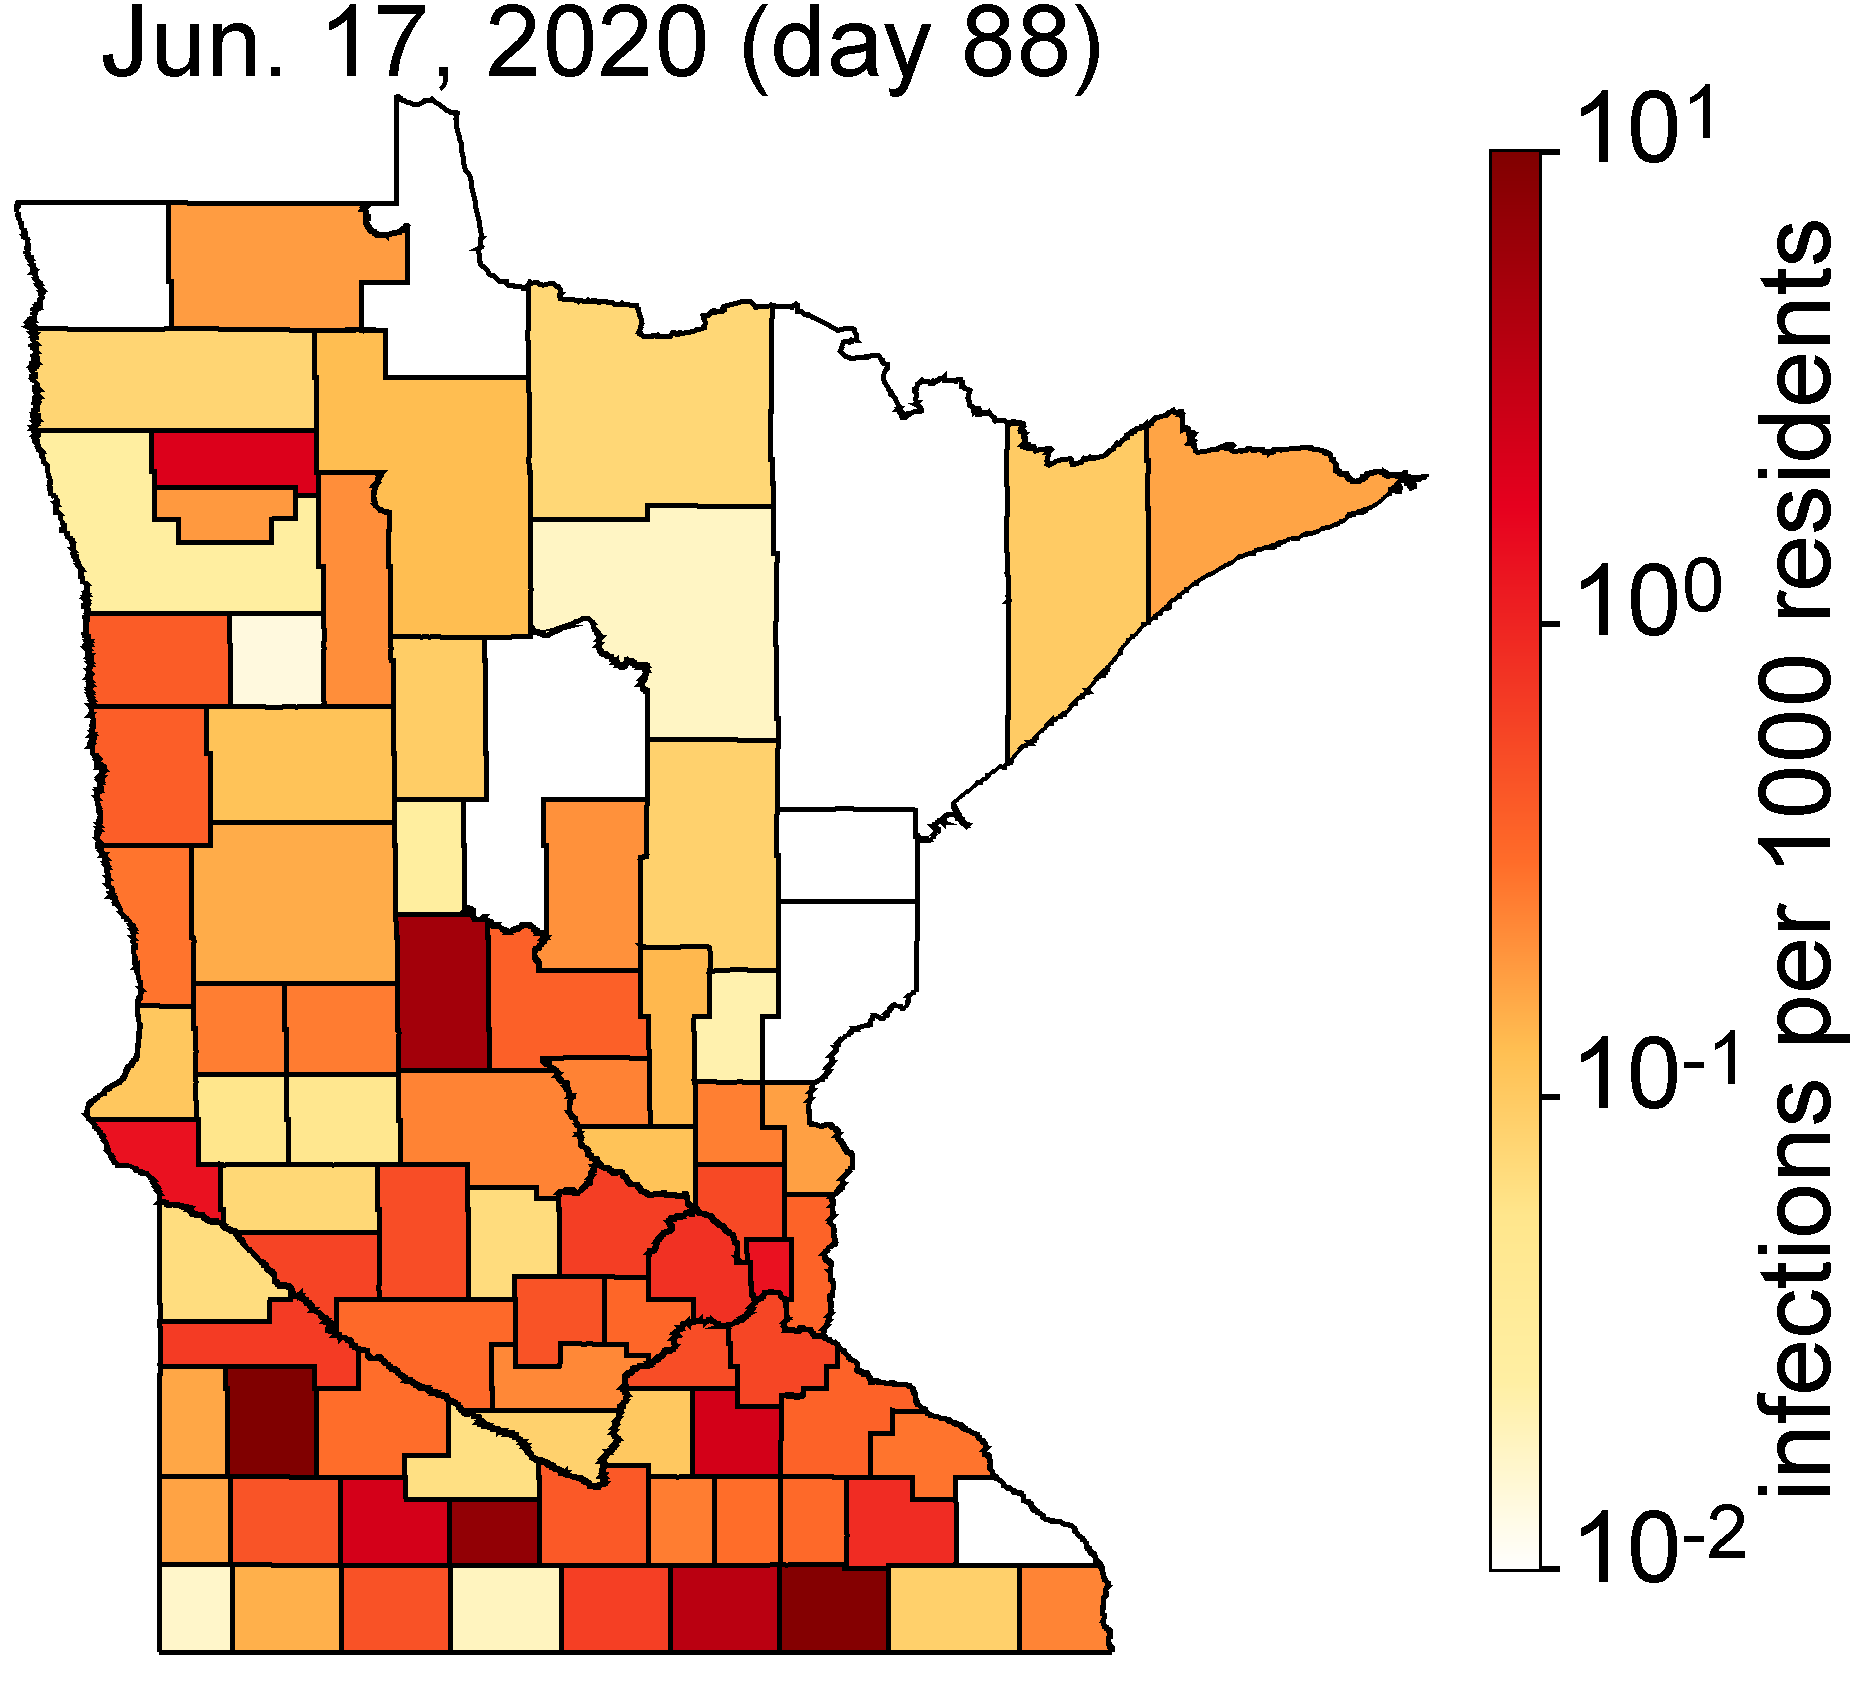 Jun. 17, 2020 (day 88)
10¹
10⁰
10⁻¹
10⁻²
infections per 1000 residents